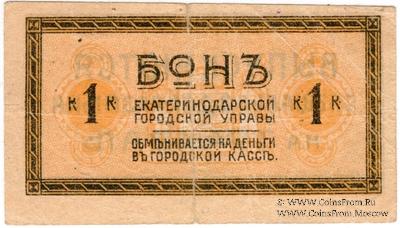 БОНЪ
К 1 К К 1 К
ЕКАТЕРИНОДАРСКОЙ
ГОРОДСКОЙ УПРАВЫ
ОБМѢНИВАЕТСЯ НА ДЕНЬГИ
ВЪ ГОРОДСКОЙ КАССѢ.
© www.CoinsFrom.Ru
www.CoinsFrom.Moscow